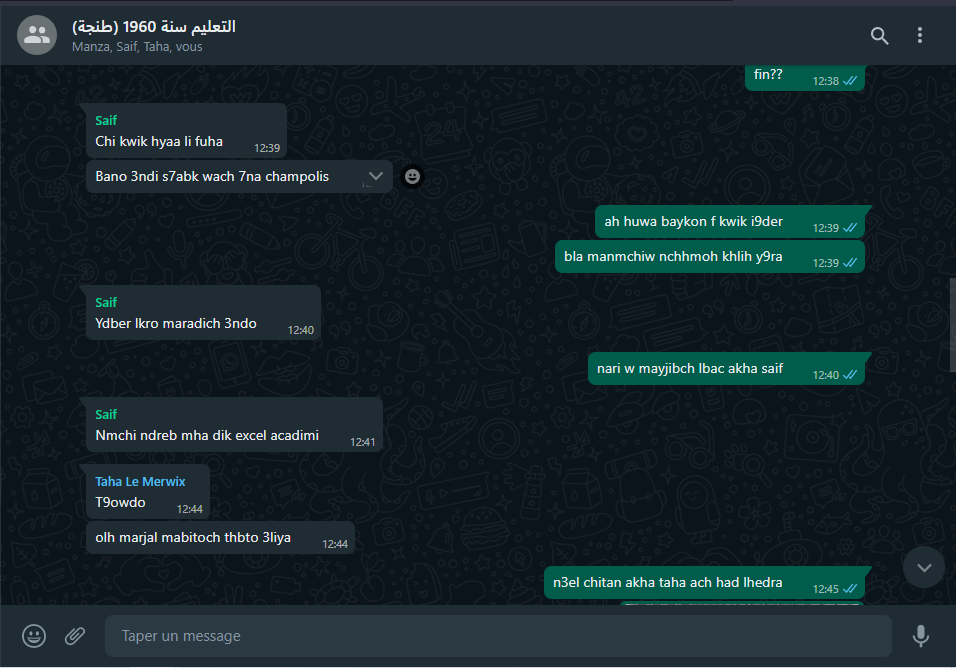 التعليم سنة 1960 (طنجة)
Manza, Saif, Taha, vous
fin??
12:38
Saif
Chi kwik hyaa li fuha
12:39
Bano 3ndi s7abk wach 7na champolis
ah huwa baykon f kwik i9der
12:39
bla manmchiw nchhmoh khlih y9ra
12:39
Saif
Ydber lkro maradich 3ndo
12:40
nari w mayjibch lbac akha saif
12:40
Saif
Nmchi ndreb mha dik excel acadimi
12:41
Taha Le Merwix
T9owdo
12:44
olh marjal mabitoch thbto 3liya
12:44
n3el chitan akha taha ach had lhedra
12:45
Taper un message